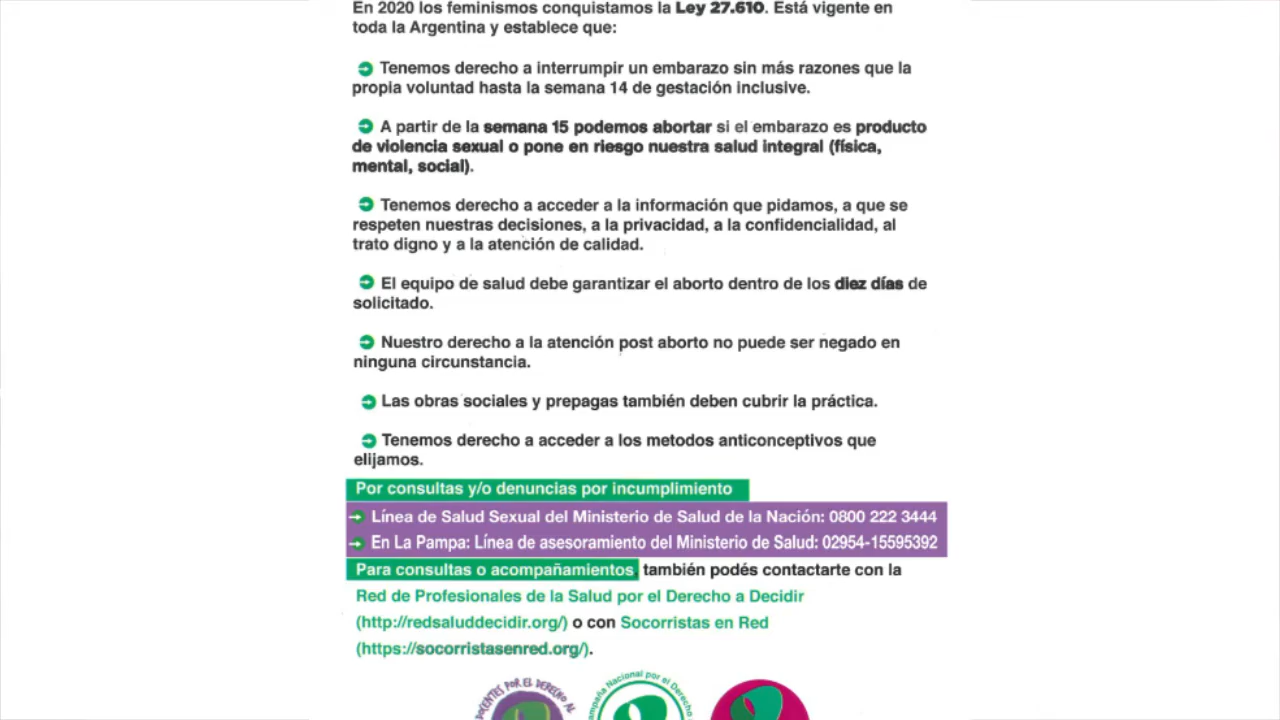 En 2020 los feminismos conquistamos la Ley 27.610. Está vigente en
toda la Argentina y establece que:
Tenemos derecho a interrumpir un embarazo sin más razones que la
propia voluntad hasta la semana 14 de gestación inclusive.
A partir de la semana 15 podemos abortar si el embarazo es producto
de violencia sexual o pone en riesgo nuestra salud integral (física,
mental, social).
Tenemos derecho a acceder a la información que pidamos, a que se
respeten nuestras decisiones, a la privacidad, a la confidencialidad, al
trato digno y a la atención de calidad.
El equipo de salud debe garantizar el aborto dentro de los diez días de
solicitado.
Nuestro derecho a la atención post aborto no puede ser negado en
ninguna circunstancia.
Las obras sociales y prepagas también deben cubrir la práctica.
Tenemos derecho a acceder a los metodos anticonceptivos que
elijamos.
Por consultas y/o denuncias por incumplimiento
Línea de Salud Sexual del Ministerio de Salud de la Nación: 0800 222 3444
En La Pampa: Línea de asesoramiento del Ministerio de Salud: 02954-15595392
Para consultas o acompañamientos, también podés contactarte con la
Red de Profesionales de la Salud por el Derecho a Decidir
(http://redsaluddecidir.org/) o con Socorristas en Red
(https://socorristasenred.org/).
POR EL DERECHO AL
Nacional por el Derecho